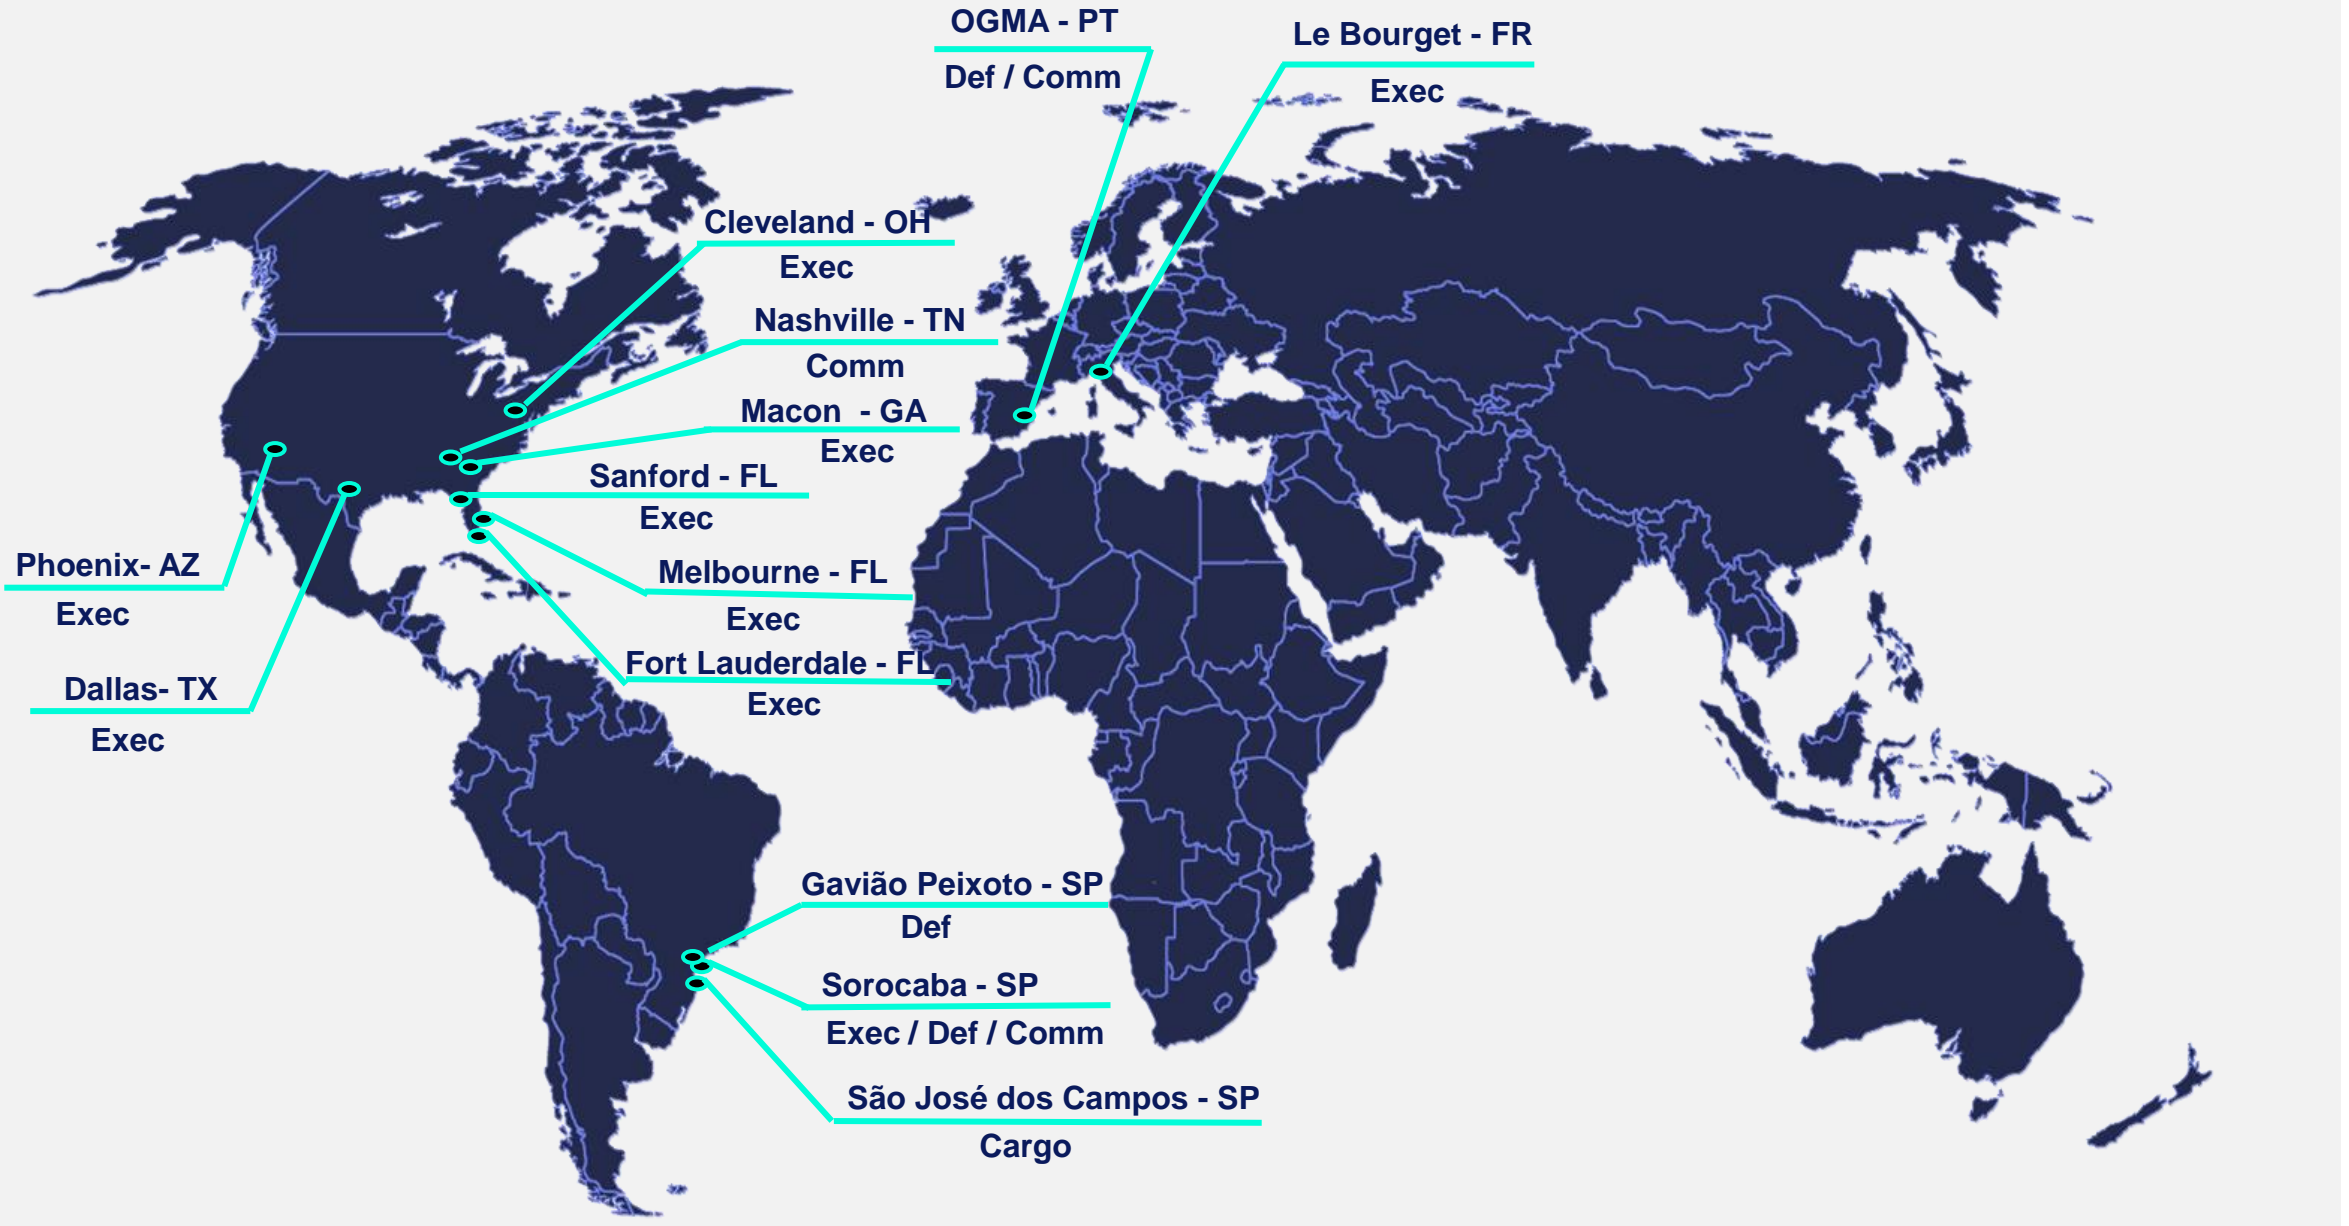 OGMA - PT
Def / Comm
Le Bourget - FR
Exec
Cleveland - OH
Exec
Nashville - TN
Comm
Macon  - GA
Exec
Sanford - FL
Exec
Phoenix- AZ
Exec
Melbourne - FL
Exec
Fort Lauderdale - FL
Exec
Dallas- TX
Exec
Gavião Peixoto - SP
Def
Sorocaba - SP
Exec / Def / Comm
São José dos Campos - SP
Cargo